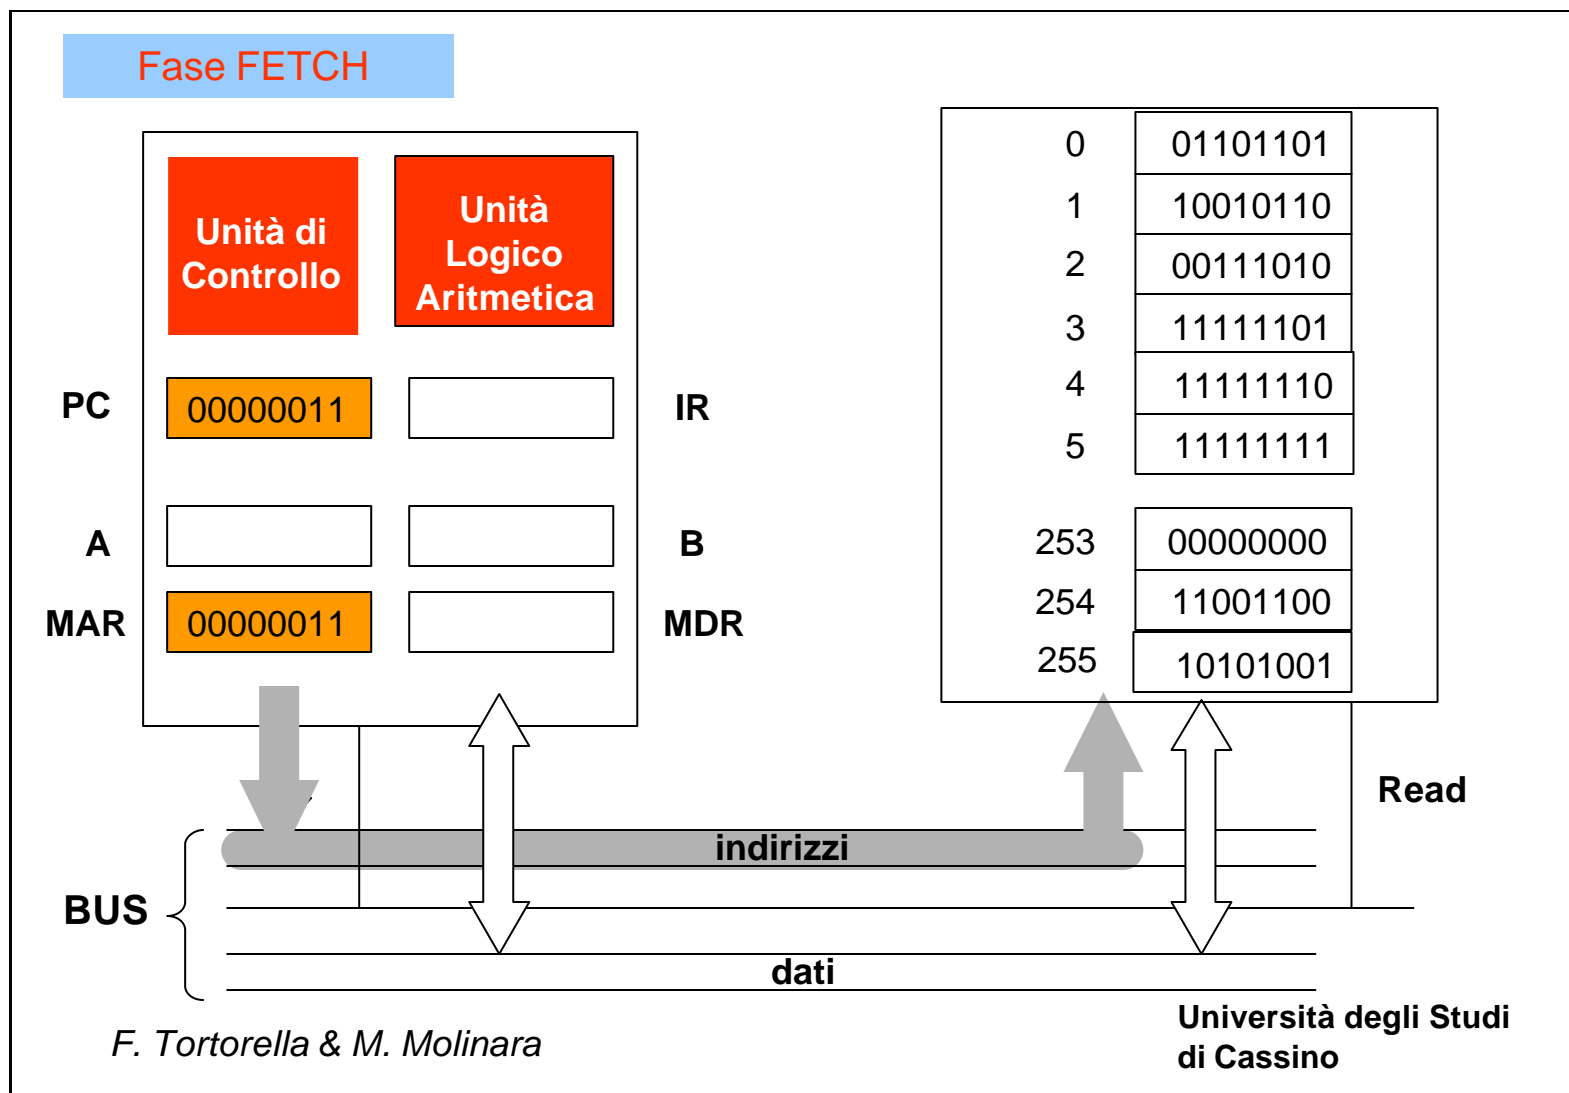 Fase FETCH
Unità di
Controllo
Unità
Logico
Aritmetica
PC
00000011
IR
A
B
MAR
00000011
MDR
0 01101101
1 10010110
2 00111010
3 11111101
4 11111110
5 11111111
253 00000000
254 11001100
255 10101001
Read
indirizzi
BUS
dati
F. Tortorella & M. Molinara
Università degli Studi
di Cassino